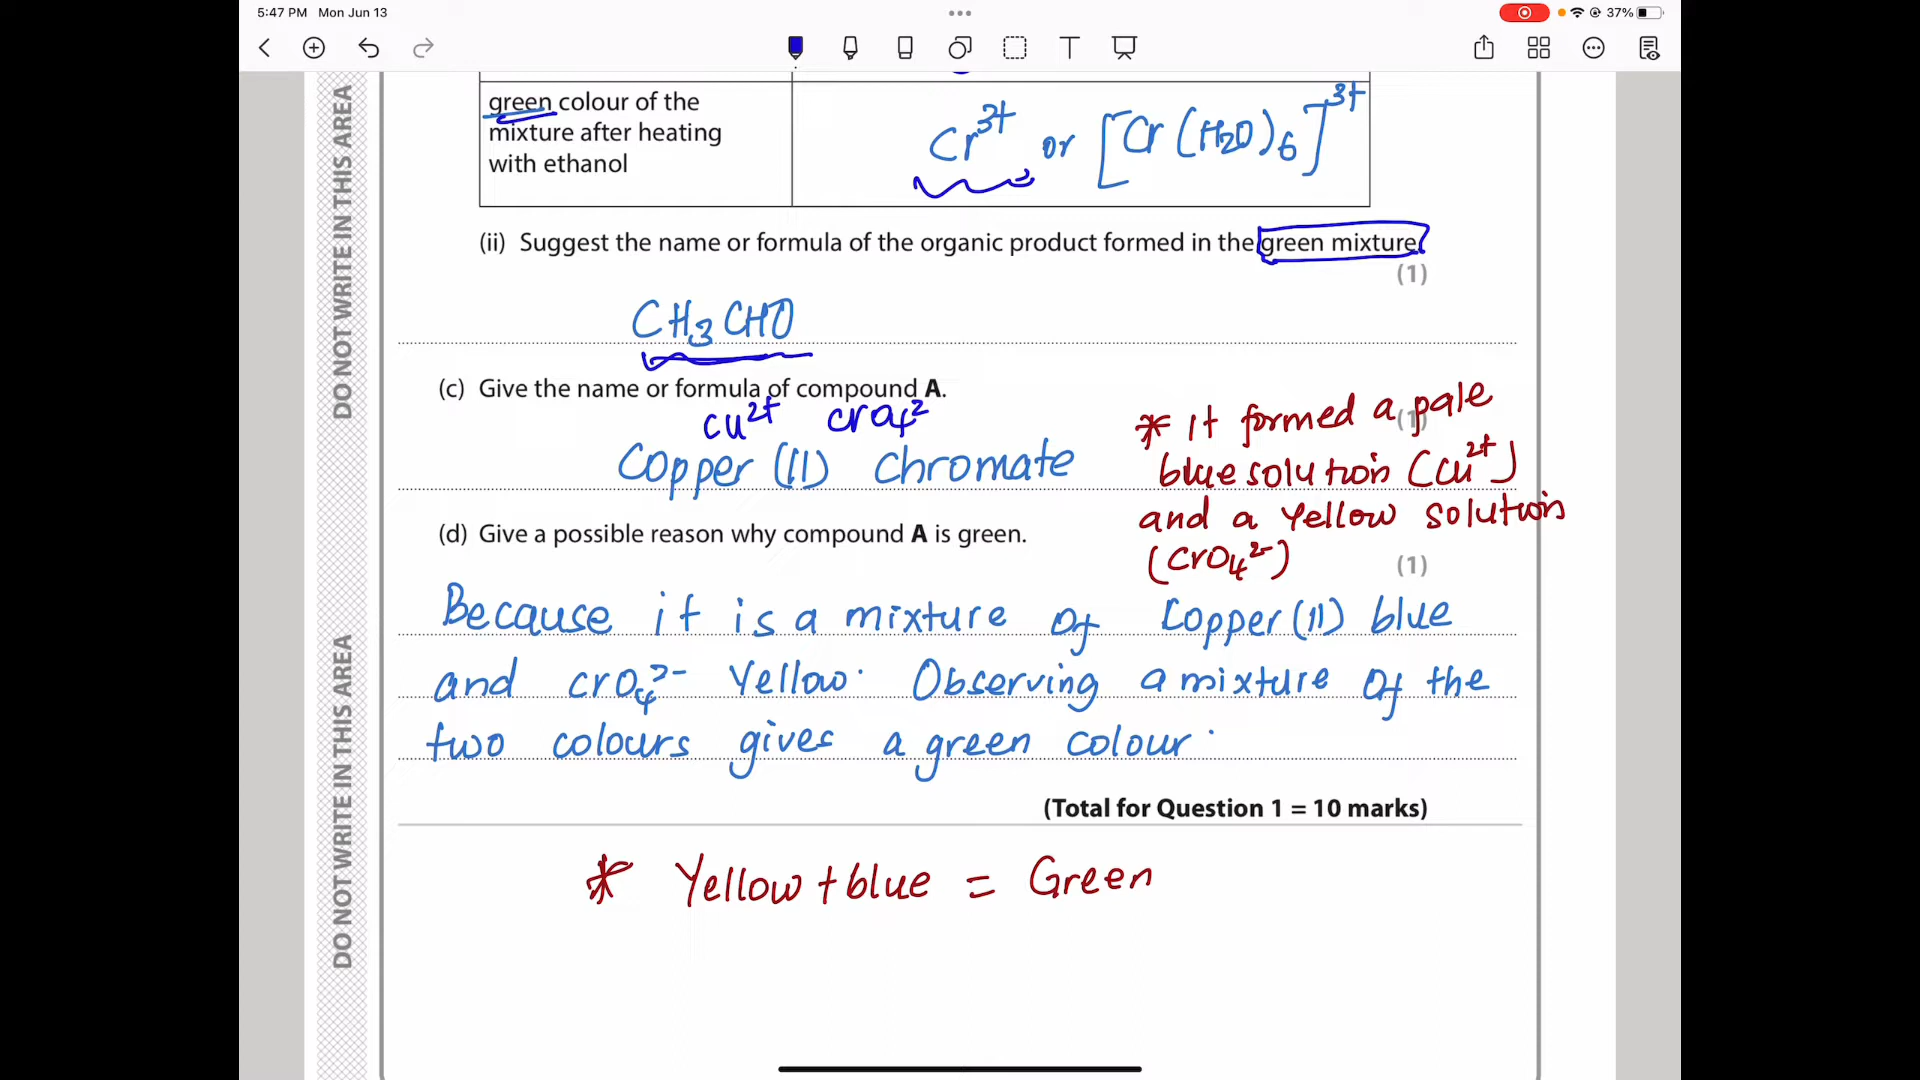 5:47 PM Mon Jun 13
37%
green colour of the
mixture after heating
with ethanol
Cr³⁺ or [Cr(H₂O)₆]³⁺
(ii) Suggest the name or formula of the organic product formed in the green mixture.
(1)
CH₃CHO
(c) Give the name or formula of compound A.
(1)
Cu²⁺ CrO₄²
Copper (II) Chromate
* It formed a pale
blue solution (Cu²⁺)
and a yellow solution
(CrO₄²⁻)
(d) Give a possible reason why compound A is green.
(1)
Because it is a mixture of Copper (II) blue
and CrO₄²⁻ Yellow. Observing a mixture of the
two colours gives a green colour.
(Total for Question 1 = 10 marks)
* Yellow + blue = Green
DO NOT WRITE IN THIS AREA
DO NOT WRITE IN THIS AREA